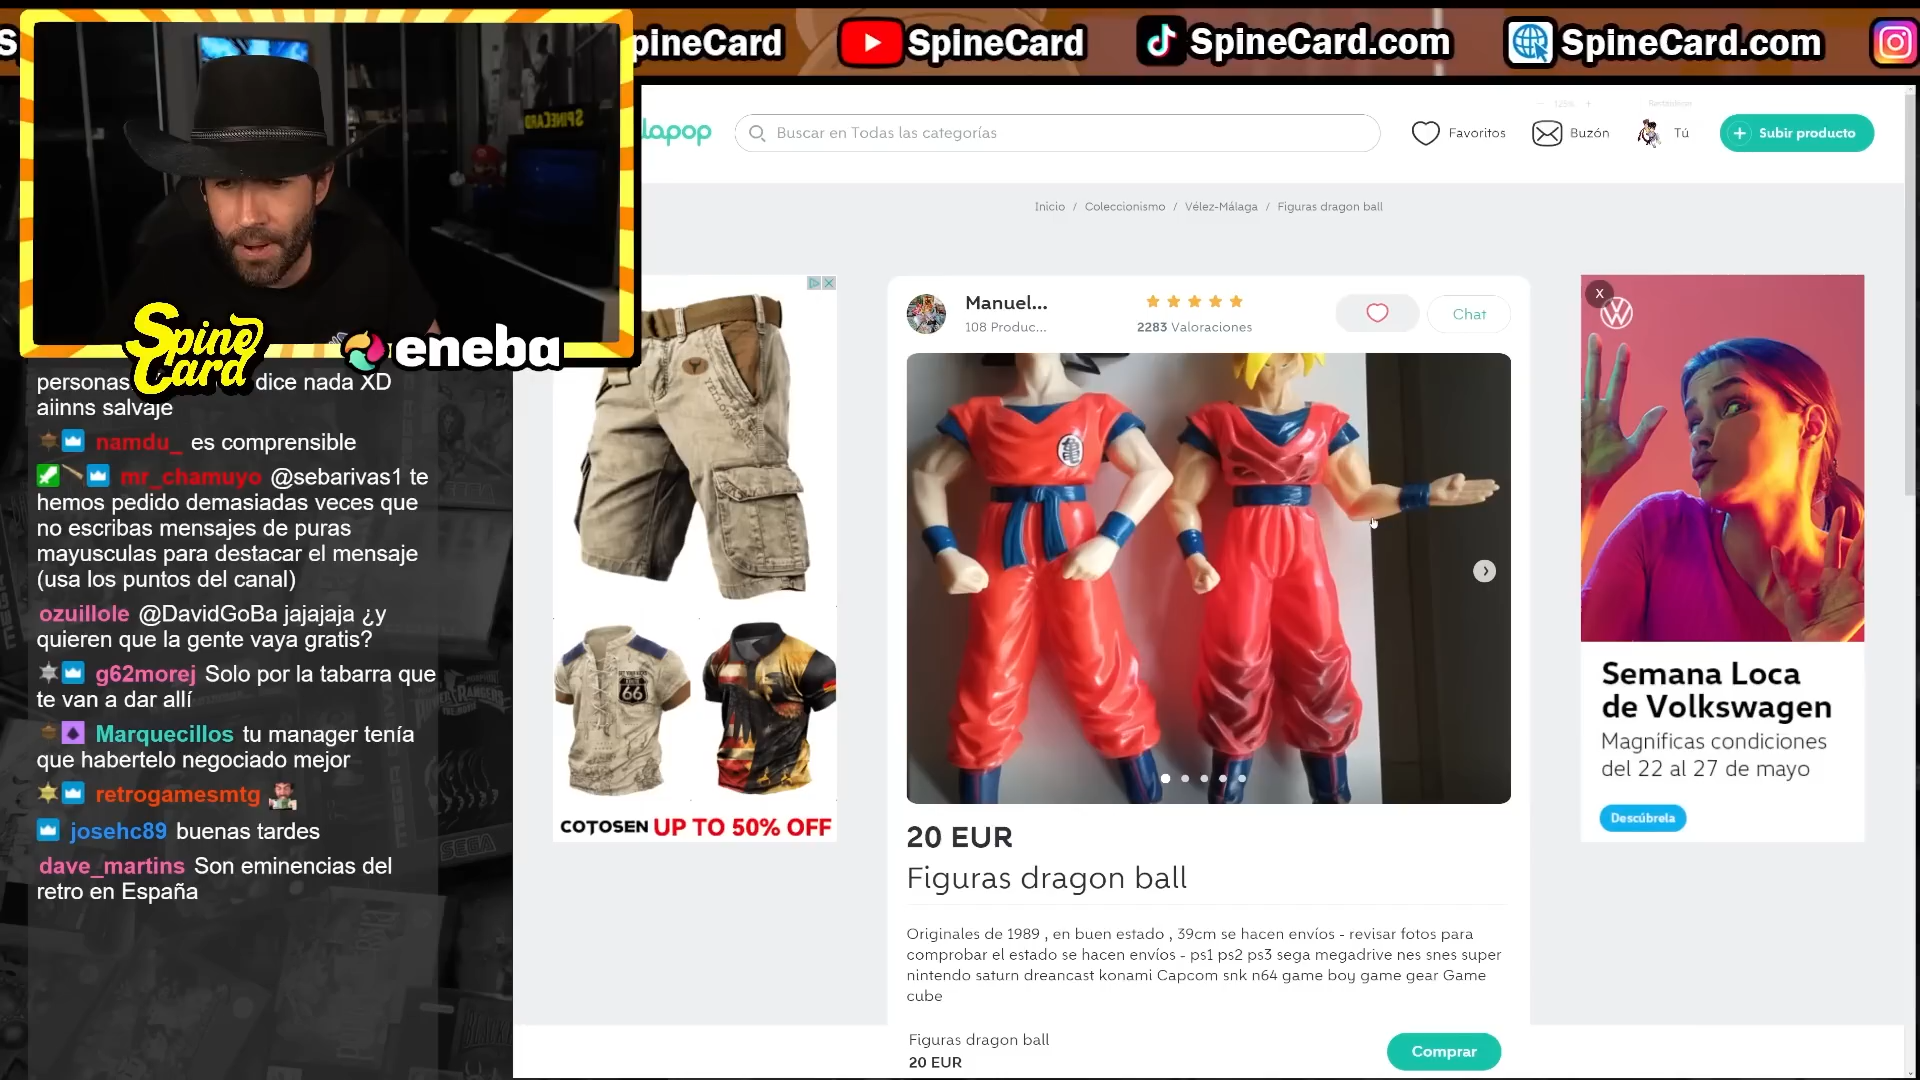 S
pineCard
SpineCard
SpineCard.com
SpineCard.com
SPINECARD
Spine
Card
eneba
personas
dice nada XD
aiinns salvaje
namdu_ es comprensible
mr_chamuyo @sebarivas1 te
hemos pedido demasiadas veces que
no escribas mensajes de puras
mayusculas para destacar el mensaje
(usa los puntos del canal)
ozuillole @DavidGoBa jajajaja ¿y
quieren que la gente vaya gratis?
g62morej Solo por la tabarra que
te van a dar allí
Marquecillos tu manager tenía
que habertelo negociado mejor
retrogamesmtg
josehc89 buenas tardes
dave_martins Son eminencias del
retro en España
lapop
Buscar en Todas las categorías
125%
Favoritos
Buzón
Tú
+ Subir producto
Inicio / Coleccionismo / Vélez-Málaga / Figuras dragon ball
Manuel...
108 Produc...
2283 Valoraciones
Chat
ROUTE
66
COTOSEN UP TO 50% OFF
20 EUR
Figuras dragon ball
Originales de 1989 , en buen estado , 39cm se hacen envíos - revisar fotos para
comprobar el estado se hacen envíos - ps1 ps2 ps3 sega megadrive nes snes super
nintendo saturn dreancast konami Capcom snk n64 game boy game gear Game
cube
Figuras dragon ball
20 EUR
Comprar
X
Semana Loca
de Volkswagen
Magníficas condiciones
del 22 al 27 de mayo
Descúbrela